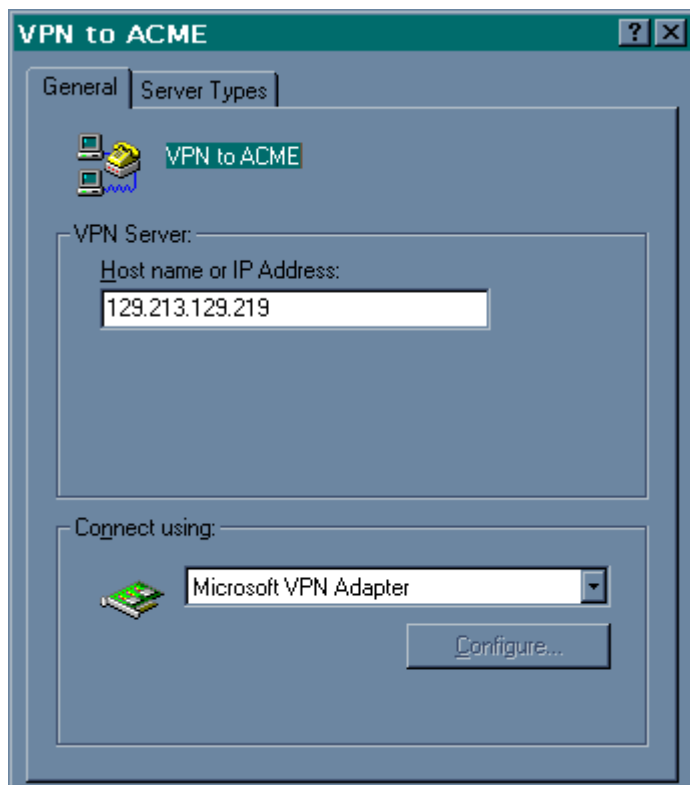 VPN to ACME
General Server Types
VPN to ACME
VPN Server:
Host name or IP Address:
129.213.129.219
Connect using:
Microsoft VPN Adapter
Configure...